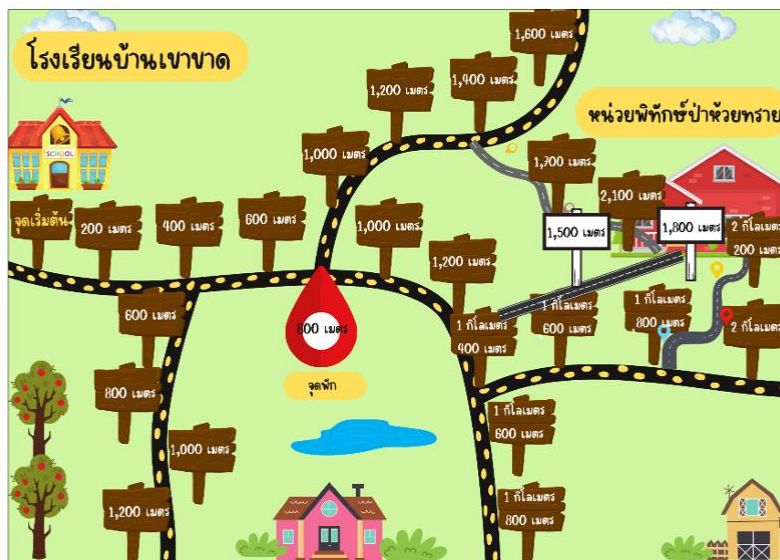 โรงเรียนบ้านเขาขาด
1,600 เมตร
1,400 เมตร
1,200 เมตร
หน่วยพิทักษ์ป่าห้วยทราย
SCHOOL
1,000 เมตร
1,700 เมตร
2,100 เมตร
จุดเริ่มต้น
200 เมตร
400 เมตร
600 เมตร
1,000 เมตร
1,500 เมตร
1,800 เมตร
2 กิโลเมตร
200 เมตร
1,200 เมตร
600 เมตร
800 เมตร
1 กิโลเมตร
400 เมตร
1 กิโลเมตร
600 เมตร
1 กิโลเมตร
800 เมตร
2 กิโลเมตร
จุดพัก
800 เมตร
1 กิโลเมตร
600 เมตร
1,000 เมตร
1,200 เมตร
1 กิโลเมตร
800 เมตร